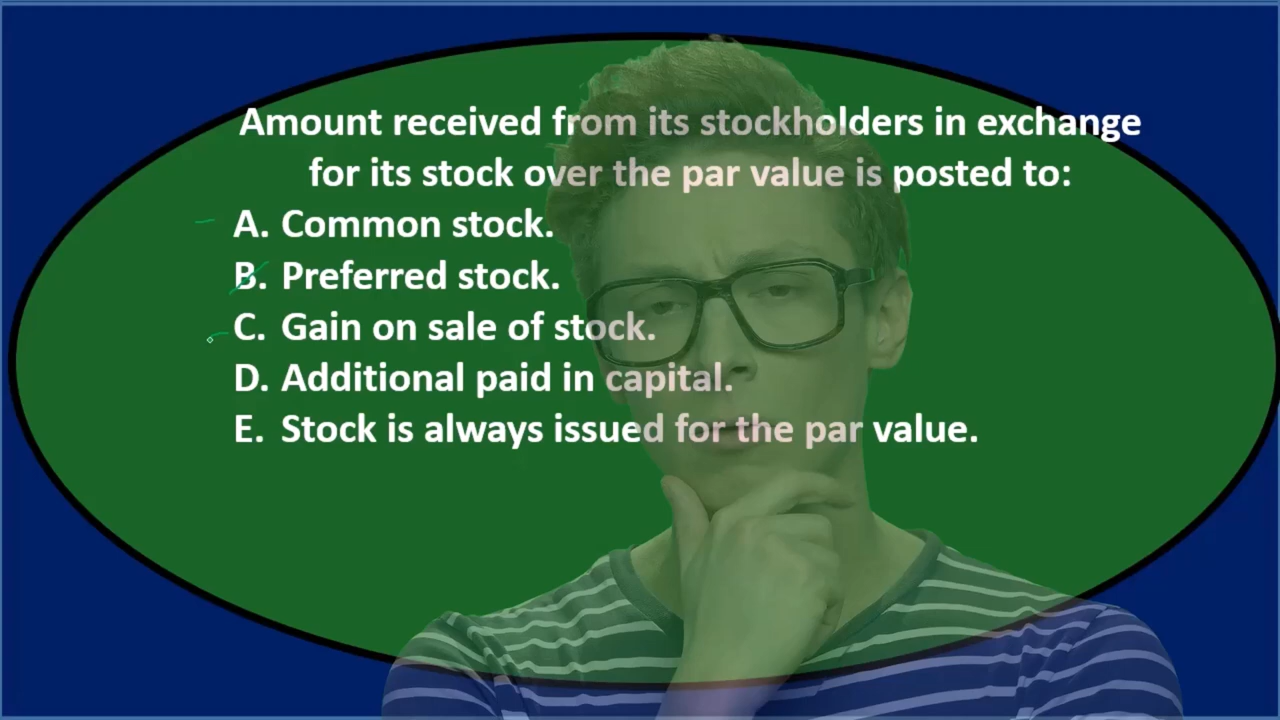 Amount received from its stockholders in exchange
for its stock over the par value is posted to:
A. Common stock.
B. Preferred stock.
C. Gain on sale of stock.
D. Additional paid in capital.
E. Stock is always issued for the par value.